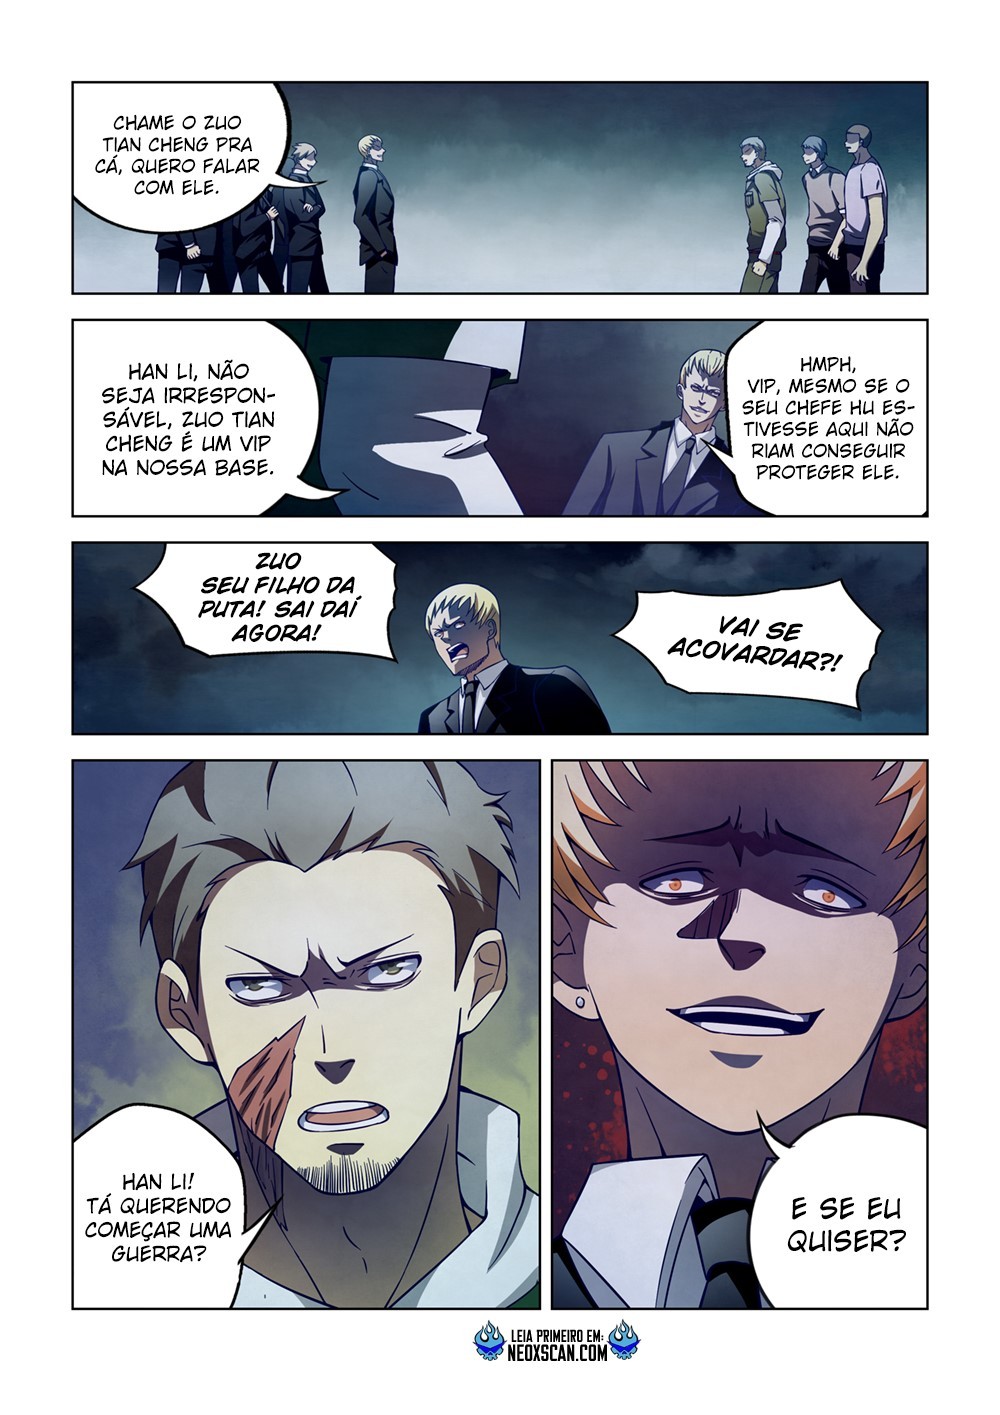 CHAME O ZUO
TIAN CHENG PRA
CÁ, QUERO FALAR
COM ELE.
HAN LI, NÃO
SEJA IRRESPON-
SÁVEL, ZUO TIAN
CHENG É UM VIP
NA NOSSA BASE.
HMPH,
VIP, MESMO SE O
SEU CHEFE HU ES-
TIVESSE AQUI NÃO
RIAM CONSEGUIR
PROTEGER ELE.
ZUO
SEU FILHO DA
PUTA! SAI DAÍ
AGORA!
VAI SE
ACOVARDAR?!
HAN LI!
TÁ QUERENDO
COMEÇAR UMA
GUERRA?
E SE EU
QUISER?
LEIA PRIMEIRO EM:
NEOXSCAN.COM